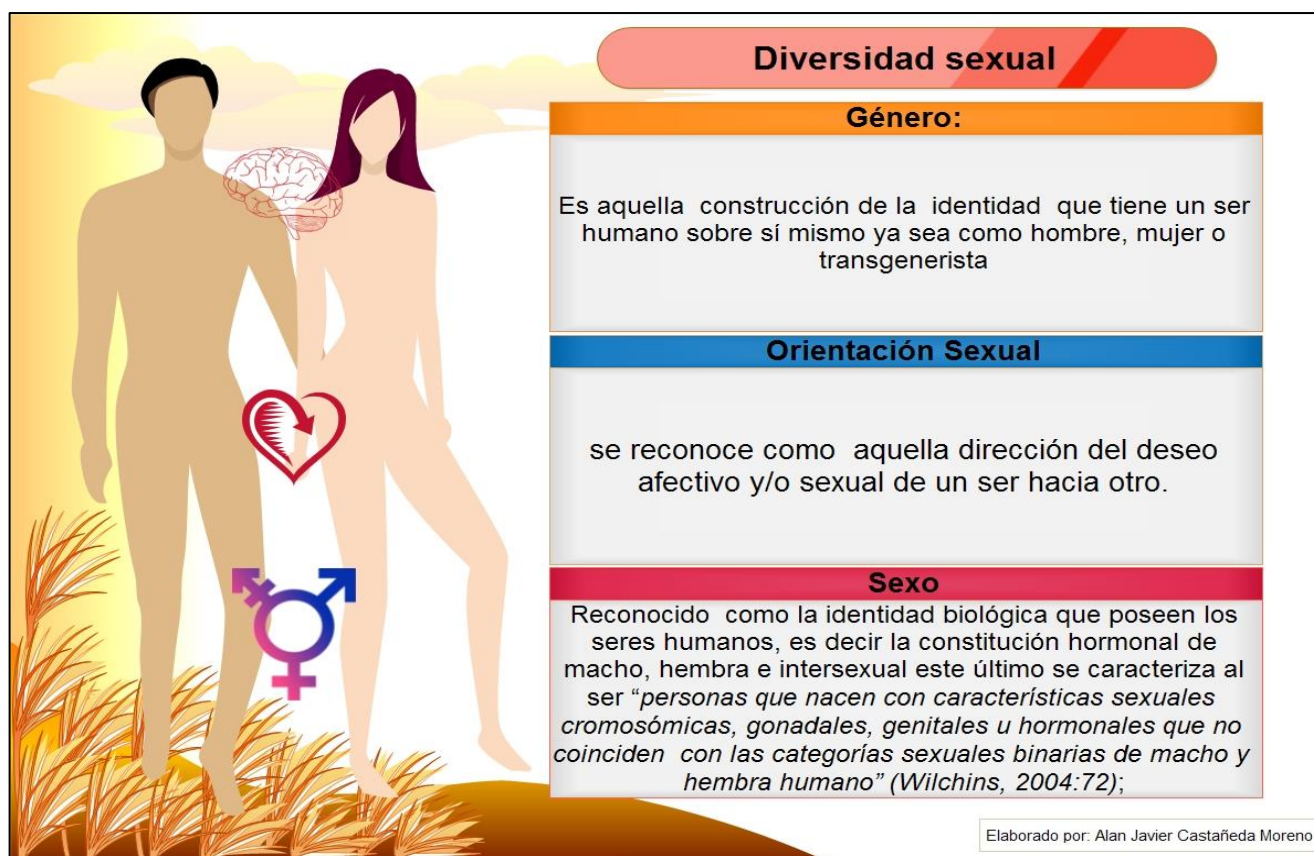 Diversidad sexual
Género:
Es aquella construcción de la identidad que tiene un ser
humano sobre sí mismo ya sea como hombre, mujer o
transgenerista
Orientación Sexual
se reconoce como aquella dirección del deseo
afectivo y/o sexual de un ser hacia otro.
Sexo
Reconocido como la identidad biológica que poseen los
seres humanos, es decir la constitución hormonal de
macho, hembra e intersexual este último se caracteriza al
ser “personas que nacen con características sexuales
cromosómicas, gonadales, genitales u hormonales que no
coinciden con las categorías sexuales binarias de macho y
hembra humano” (Wilchins, 2004:72);
Elaborado por: Alan Javier Castañeda Moreno